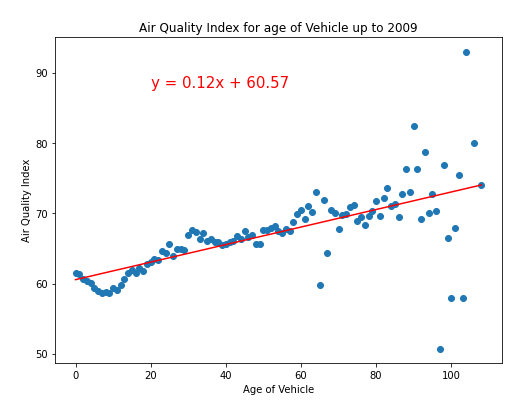 Air Quality Index for age of Vehicle up to 2009
y = 0.12x + 60.57
90
80
70
60
50
Air Quality Index
0 20 40 60 80 100
Age of Vehicle